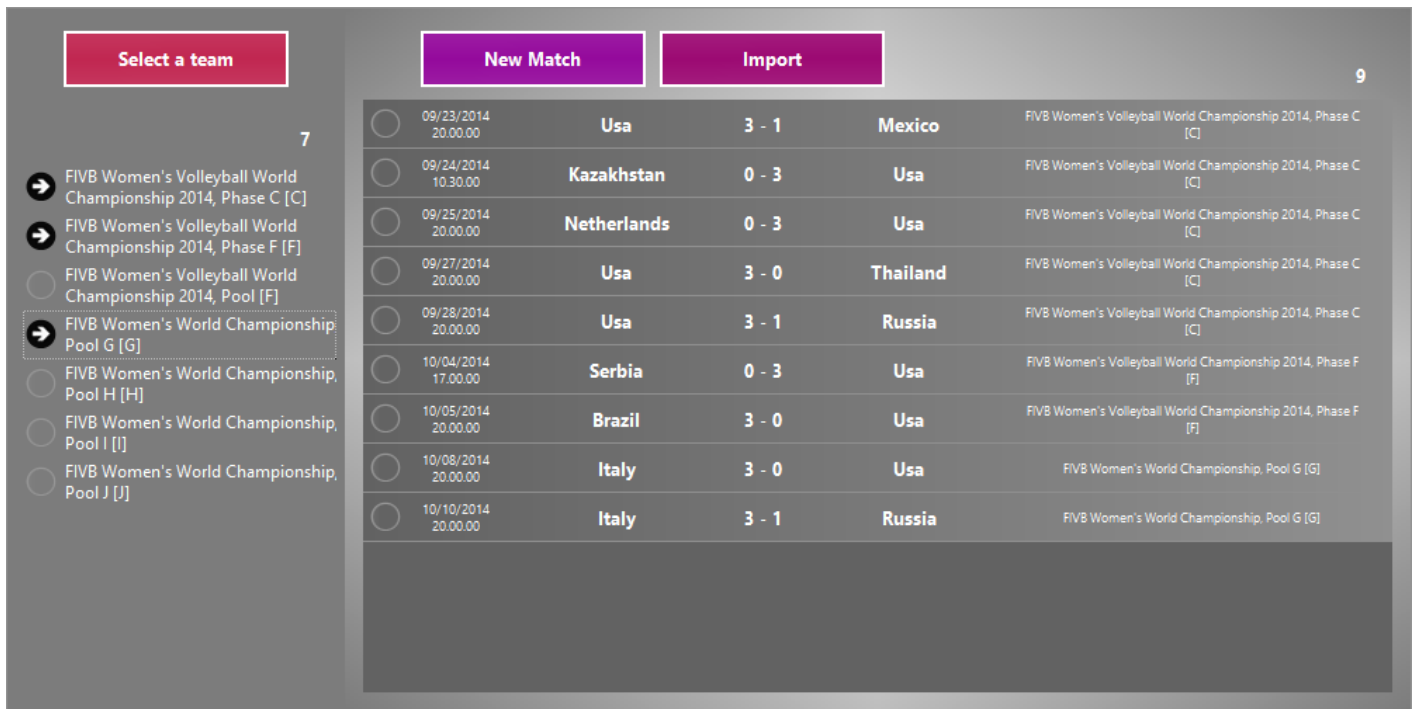 Select a team
New Match
Import
9
7
FIVB Women's Volleyball World
Championship 2014, Phase C [C]
FIVB Women's Volleyball World
Championship 2014, Phase F [F]
FIVB Women's Volleyball World
Championship 2014, Pool [F]
FIVB Women's World Championship
Pool G [G]
FIVB Women's World Championship,
Pool H [H]
FIVB Women's World Championship,
Pool I [I]
FIVB Women's World Championship,
Pool J [J]
09/23/2014
20.00.00
Usa 3 - 1 Mexico
FIVB Women's Volleyball World Championship 2014, Phase C
[C]
09/24/2014
10.30.00
Kazakhstan 0 - 3 Usa
FIVB Women's Volleyball World Championship 2014, Phase C
[C]
09/25/2014
20.00.00
Netherlands 0 - 3 Usa
FIVB Women's Volleyball World Championship 2014, Phase C
[C]
09/27/2014
20.00.00
Usa 3 - 0 Thailand
FIVB Women's Volleyball World Championship 2014, Phase C
[C]
09/28/2014
20.00.00
Usa 3 - 1 Russia
FIVB Women's Volleyball World Championship 2014, Phase C
[C]
10/04/2014
17.00.00
Serbia 0 - 3 Usa
FIVB Women's Volleyball World Championship 2014, Phase F
[F]
10/05/2014
20.00.00
Brazil 3 - 0 Usa
FIVB Women's Volleyball World Championship 2014, Phase F
[F]
10/08/2014
20.00.00
Italy 3 - 0 Usa
FIVB Women's World Championship, Pool G [G]
10/10/2014
20.00.00
Italy 3 - 1 Russia
FIVB Women's World Championship, Pool G [G]